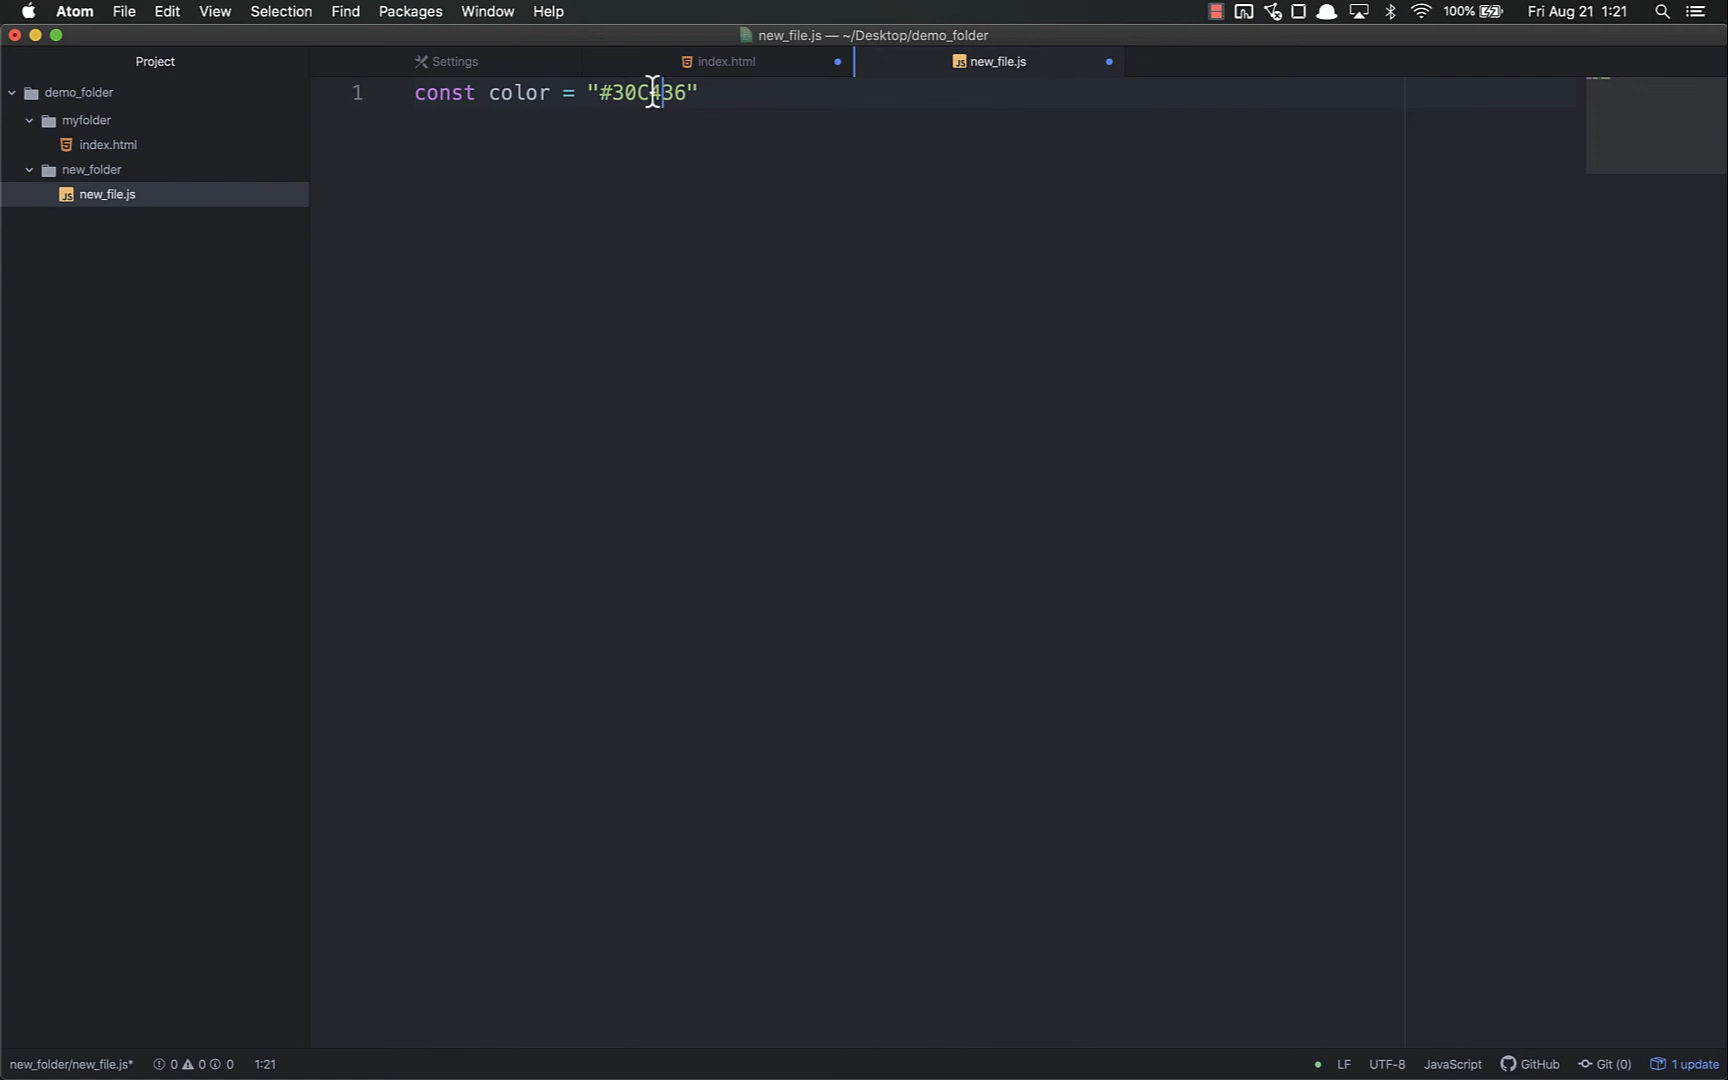 Atom File Edit View Selection Find Packages Window Help 100% Fri Aug 21 1:21
new_file.js — ~/Desktop/demo_folder
Project Settings index.html new_file.js
demo_folder
myfolder
index.html
new_folder
new_file.js
1 const color = "#30C436"
new_folder/new_file.js* 0 0 0 1:21 LF UTF-8 JavaScript GitHub Git (0) 1 update